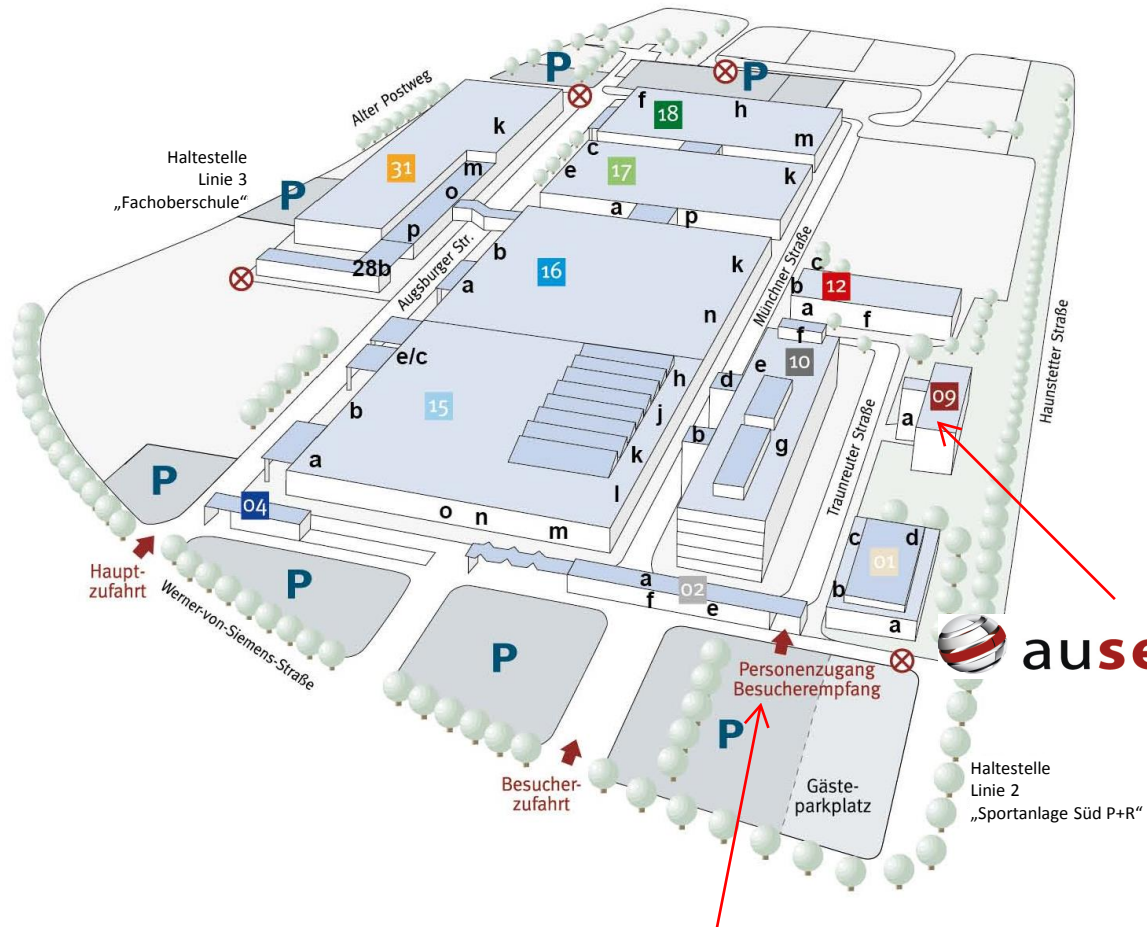 P
P
f
h
18
m
Alter Postweg
k
c
e
17
k
Haltestelle
Linie 3
„Fachoberschule“
31
m
P
o
a
p
p
b
16
k
28b
Augsburger Str.
a
Münchner Straße
c
b
12
a
f
n
f
e
10
e/c
h
d
09
Haunstetter Straße
b
15
j
a
b
g
k
Traunreuter Straße
a
l
P
04
o
n
m
c
d
01
Haupt-
zufahrt
P
a
02
b
f
e
a
Werner-von-Siemens-Straße
P
Personenzugang
Besucherempfang
ause
P
Besucher-
zufahrt
Gäste-
parkplatz
Haltestelle
Linie 2
„Sportanlage Süd P+R“